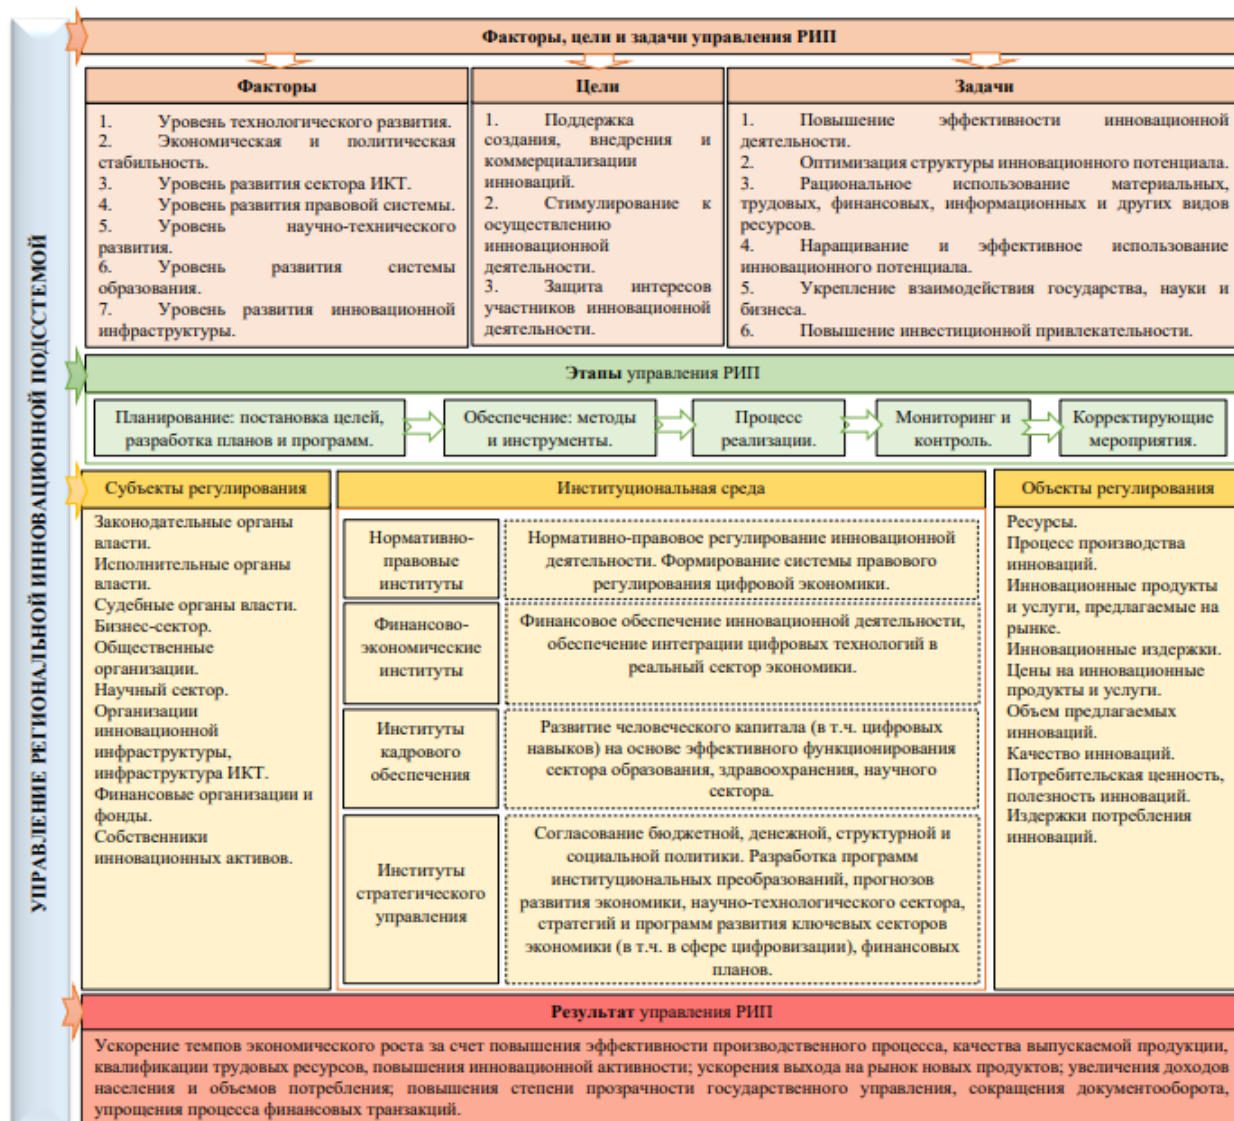 УПРАВЛЕНИЕ РЕГИОНАЛЬНОЙ ИННОВАЦИОННОЙ ПОДССТЕМОЙ
Факторы, цели и задачи управления РИП
Факторы
1. Уровень технологического развития.
2. Экономическая и политическая
стабильность.
3. Уровень развития сектора ИКТ.
4. Уровень развития правовой системы.
5. Уровень научно-технического
развития.
6. Уровень развития системы
образования.
7. Уровень развития инновационной
инфраструктуры.
Цели
1. Поддержка
создания, внедрения и
коммерциализации
инноваций.
2. Стимулирование к
осуществлению
инновационной
деятельности.
3. Защита интересов
участников инновационной
деятельности.
Задачи
1. Повышение эффективности инновационной
деятельности.
2. Оптимизация структуры инновационного потенциала.
3. Рациональное использование материальных,
трудовых, финансовых, информационных и других видов
ресурсов.
4. Наращивание и эффективное использование
инновационного потенциала.
5. Укрепление взаимодействия государства, науки и
бизнеса.
6. Повышение инвестиционной привлекательности.
Этапы управления РИП
Планирование: постановка целей,
разработка планов и программ.
Обеспечение: методы
и инструменты.
Процесс
реализации.
Мониторинг и
контроль.
Корректирующие
мероприятия.
Субъекты регулирования
Законодательные органы
власти.
Исполнительные органы
власти.
Судебные органы власти.
Бизнес-сектор.
Общественные
организации.
Научный сектор.
Организации
инновационной
инфраструктуры,
инфраструктура ИКТ.
Финансовые организации и
фонды.
Собственники
инновационных активов.
Институциональная среда
Нормативно-
правовые
институты
Нормативно-правовое регулирование инновационной
деятельности. Формирование системы правового
регулирования цифровой экономики.
Финансово-
экономические
институты
Финансовое обеспечение инновационной деятельности,
обеспечение интеграции цифровых технологий в
реальный сектор экономики.
Институты
кадрового
обеспечения
Развитие человеческого капитала (в т.ч. цифровых
навыков) на основе эффективного функционирования
сектора образования, здравоохранения, научного
сектора.
Институты
стратегического
управления
Согласование бюджетной, денежной, структурной и
социальной политики. Разработка программ
институциональных преобразований, прогнозов
развития экономики, научно-технологического сектора,
стратегий и программ развития ключевых секторов
экономики (в т.ч. в сфере цифровизации), финансовых
планов.
Объекты регулирования
Ресурсы.
Процесс производства
инноваций.
Инновационные продукты
и услуги, предлагаемые на
рынке.
Инновационные издержки.
Цены на инновационные
продукты и услуги.
Объем предлагаемых
инноваций.
Качество инноваций.
Потребительская ценность,
полезность инноваций.
Издержки потребления
инноваций.
Результат управления РИП
Ускорение темпов экономического роста за счет повышения эффективности производственного процесса, качества выпускаемой продукции,
квалификации трудовых ресурсов, повышения инновационной активности; ускорения выхода на рынок новых продуктов; увеличения доходов
населения и объемов потребления; повышения степени прозрачности государственного управления, сокращения документооборота,
упрощения процесса финансовых транзакций.